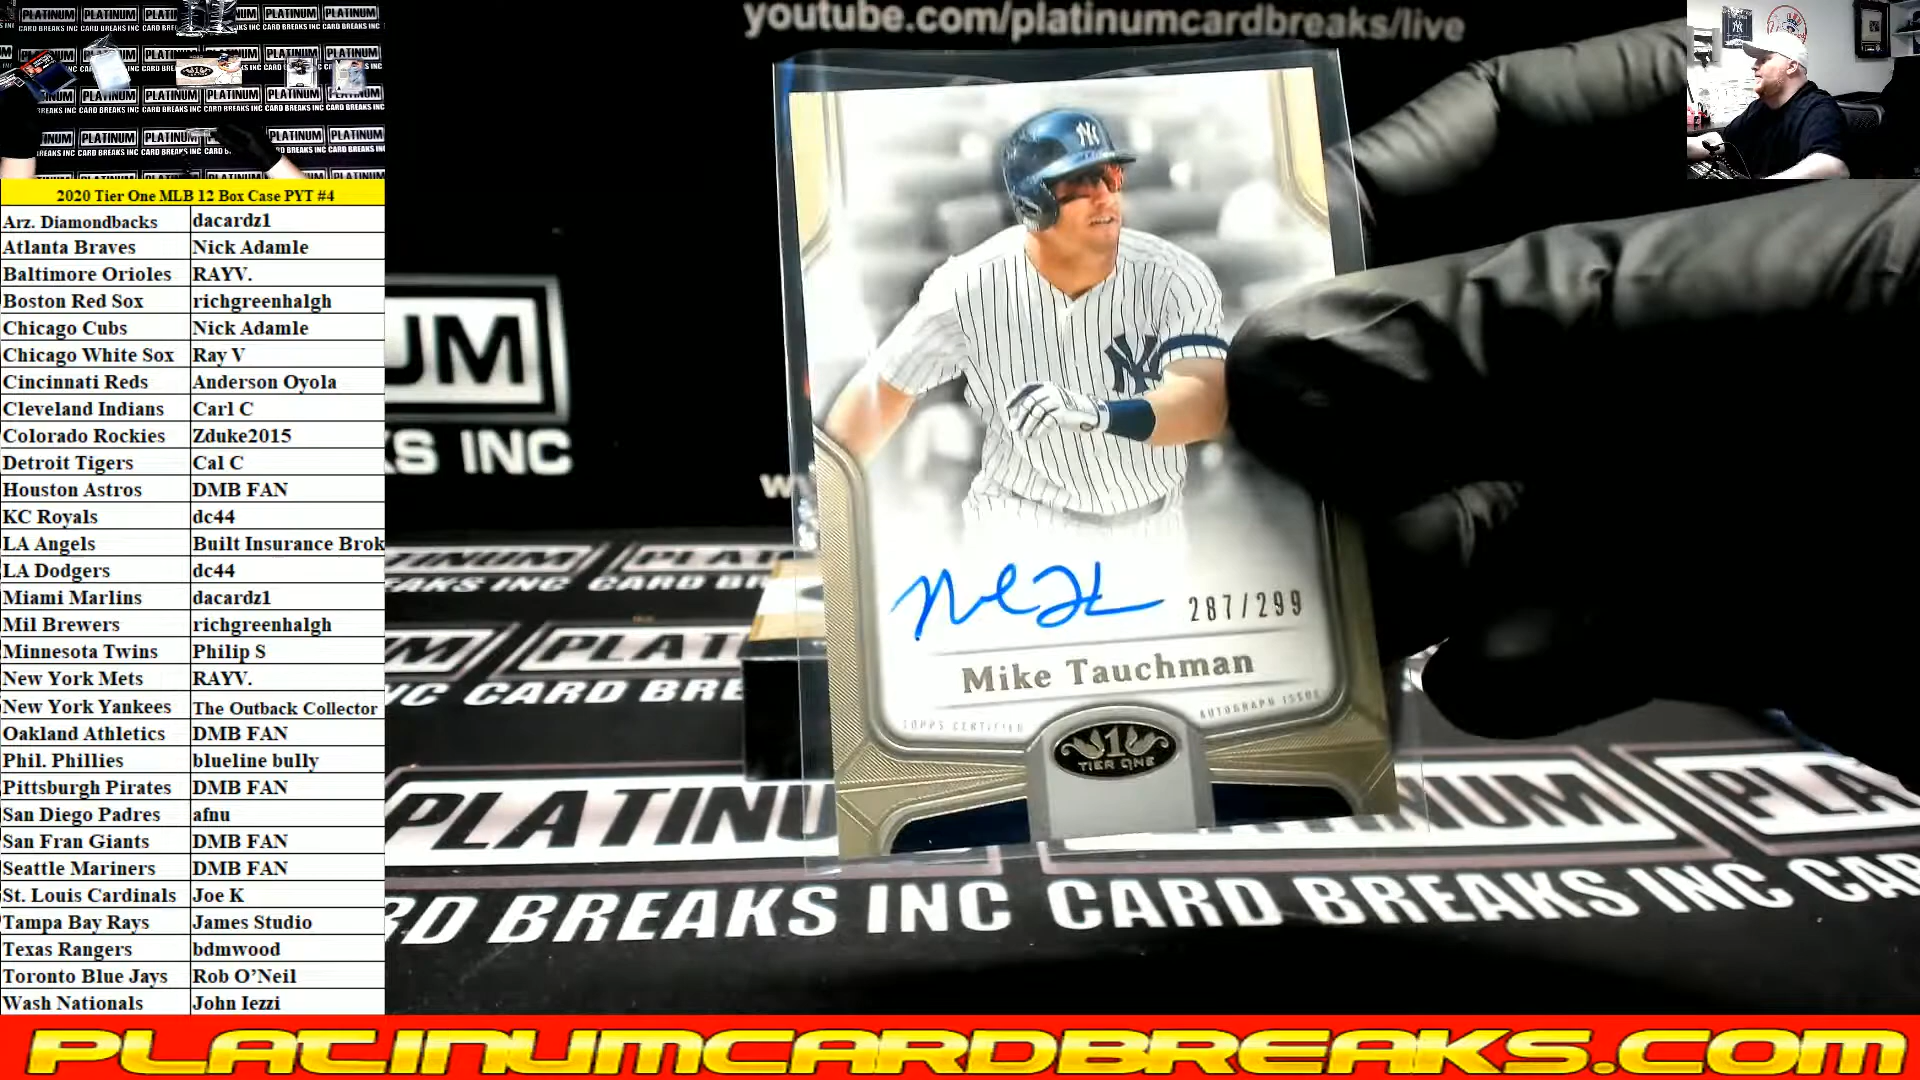 youtube.com/platinumcardbreaks/live
2020 Tier One MLB 12 Box Case PYT #4
Arz. Diamondbacks dacardz1
Atlanta Braves Nick Adamle
Baltimore Orioles RAYV.
Boston Red Sox richgreenhalgh
Chicago Cubs Nick Adamle
Chicago White Sox Ray V
Cincinnati Reds Anderson Oyola
Cleveland Indians Carl C
Colorado Rockies Zduke2015
Detroit Tigers Cal C
Houston Astros DMB FAN
KC Royals dc44
LA Angels Built Insurance Brok
LA Dodgers dc44
Miami Marlins dacardz1
Mil Brewers richgreenhalgh
Minnesota Twins Philip S
New York Mets RAYV.
New York Yankees The Outback Collector
Oakland Athletics DMB FAN
Phil. Phillies blueline bully
Pittsburgh Pirates DMB FAN
San Diego Padres afnu
San Fran Giants DMB FAN
Seattle Mariners DMB FAN
St. Louis Cardinals Joe K
Tampa Bay Rays James Studio
Texas Rangers bdmwood
Toronto Blue Jays Rob O’Neil
Wash Nationals John Iezzi
NY
287/299
Mike Tauchman
TOPPS CERTIFIED AUTOGRAPH ISSUE
1
TIER ONE
PLATINUM
CARD BREAKS INC
PLATINUMCARDBREAKS.COM